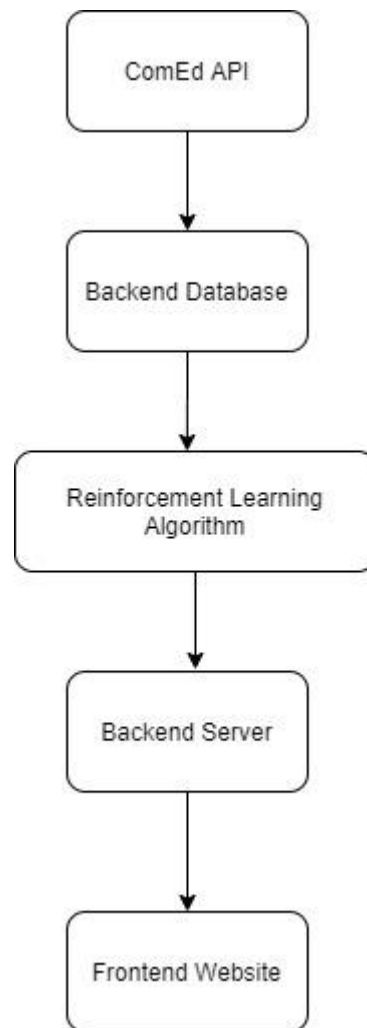 ComEd API
Backend Database
Reinforcement Learning
Algorithm
Backend Server
Frontend Website